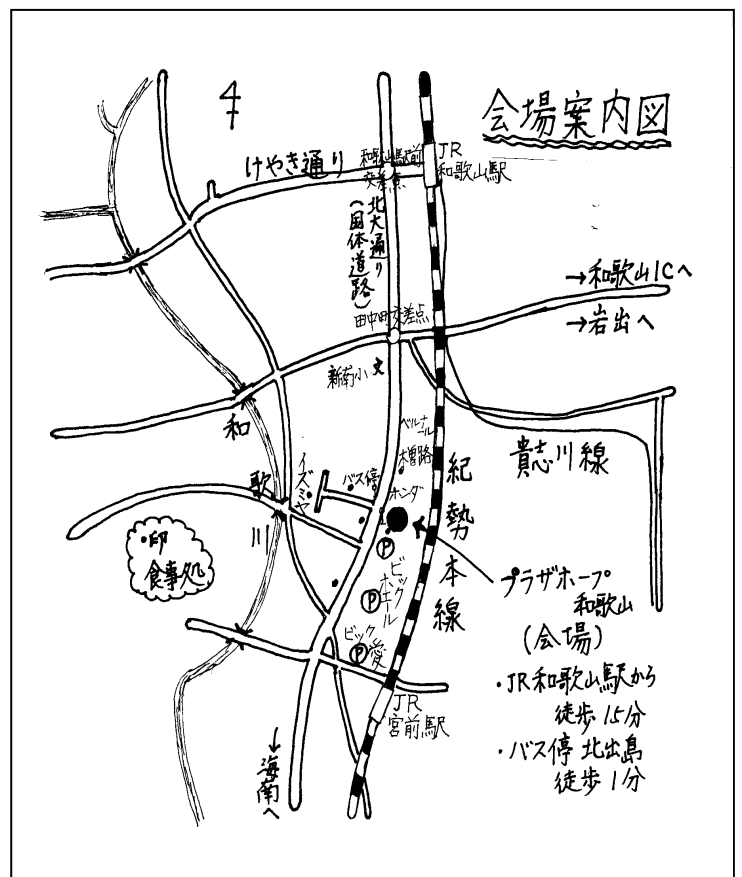 会場案内図
4
けやき通り
和歌山駅前
交差点
JR
和歌山駅
北大通り
(国体道路)
→和歌山ICへ
→岩出へ
田中町交差点
新南小
文
和
歌
川
ベルナール
木曽路
貴志川線
紀勢本線
イズミヤ
バス停
ホンダ
・印
食事処
P
ビックホエール
P
ビック愛
P
プラザホープ
和歌山
(会場)
・JR和歌山駅から
徒歩15分
・バス停 北出島
徒歩1分
JR
宮前駅
←海南へ